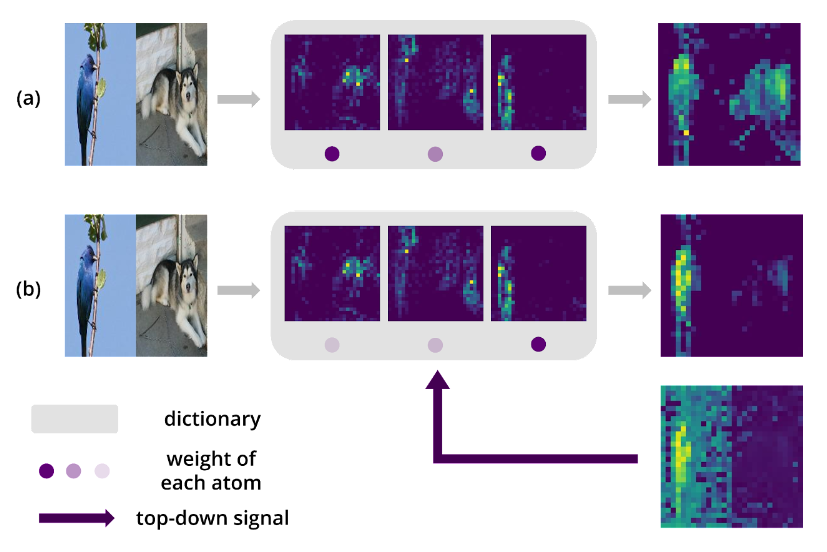 (a)
(b)
dictionary
weight of
each atom
top-down signal